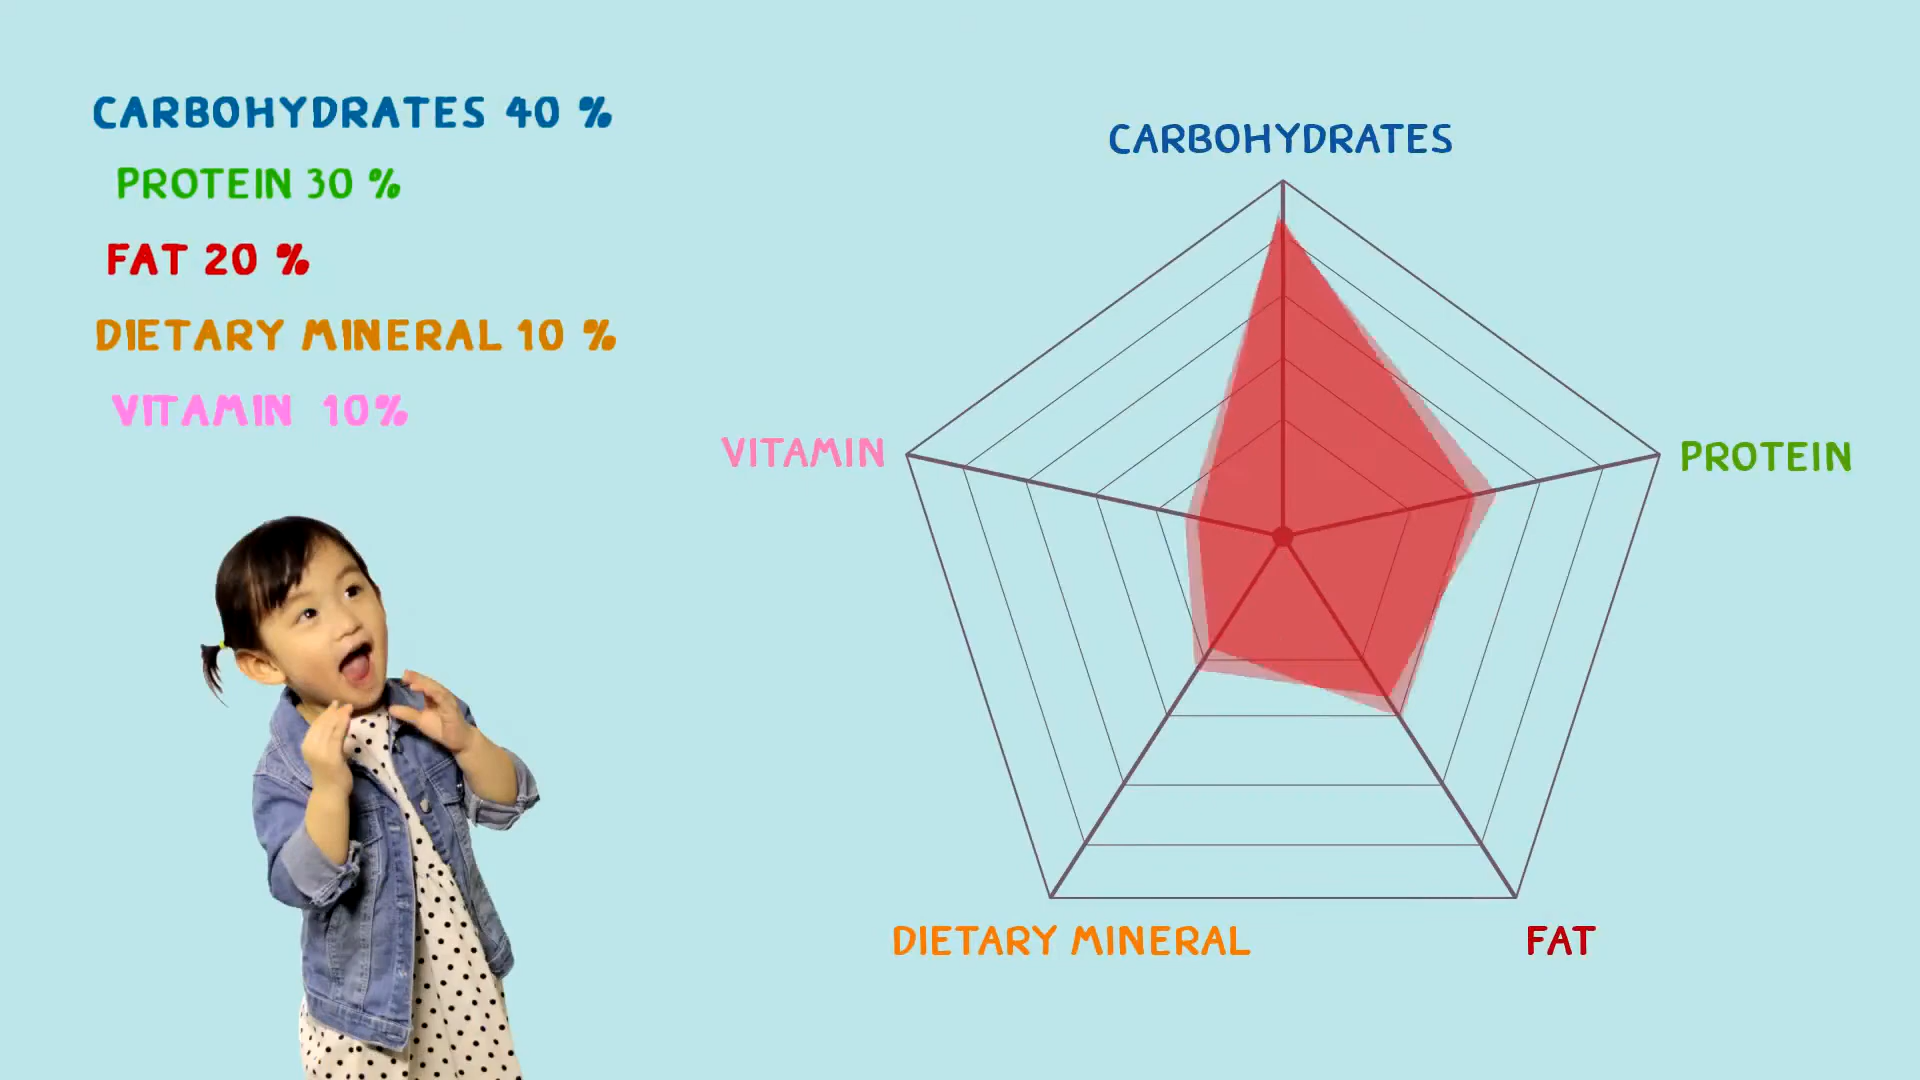 CARBOHYDRATES 40 %
PROTEIN 30 %
FAT 20 %
DIETARY MINERAL 10 %
VITAMIN 10%
CARBOHYDRATES
VITAMIN
PROTEIN
DIETARY MINERAL
FAT